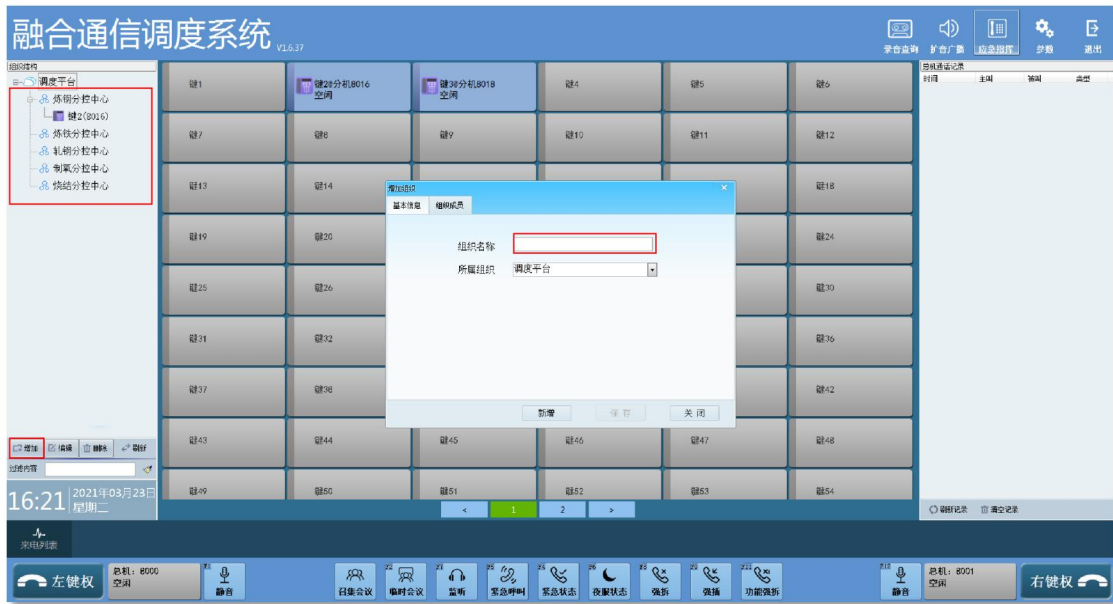 融合通信调度系统 V1.6.37
录音查询 扩音广播 应急指挥 参数 退出
组织结构
调度平台
炼钢分控中心
键2(8016)
炼铁分控中心
轧钢分控中心
制氧分控中心
烧结分控中心
增加 编辑 删除 刷新
过滤内容
16:21 2021年03月23日
星期二
键1 键2#分机8016 键3#分机8018 键4 键5 键6
空闲 空闲
键7 键8 键9 键10 键11 键12
键13 键14 键18
键19 键20 键24
键25 键26 键30
键31 键32 键36
键37 键38 键42
键43 键44 键45 键46 键47 键48
键49 键50 键51 键52 键53 键54
< 1 2 >
增加组织 ×
基本信息 组织成员
组织名称
所属组织 调度平台
新增 保存 关闭
总机通话记录
时间 主叫 被叫 类型
刷新记录 清空记录
来电列表
左键权 总机: 8000
空闲
静音
召集会议 临时会议 监听 紧急呼叫 紧急状态 夜服状态 强拆 强插 功能强拆
静音
总机: 8001
空闲
右键权